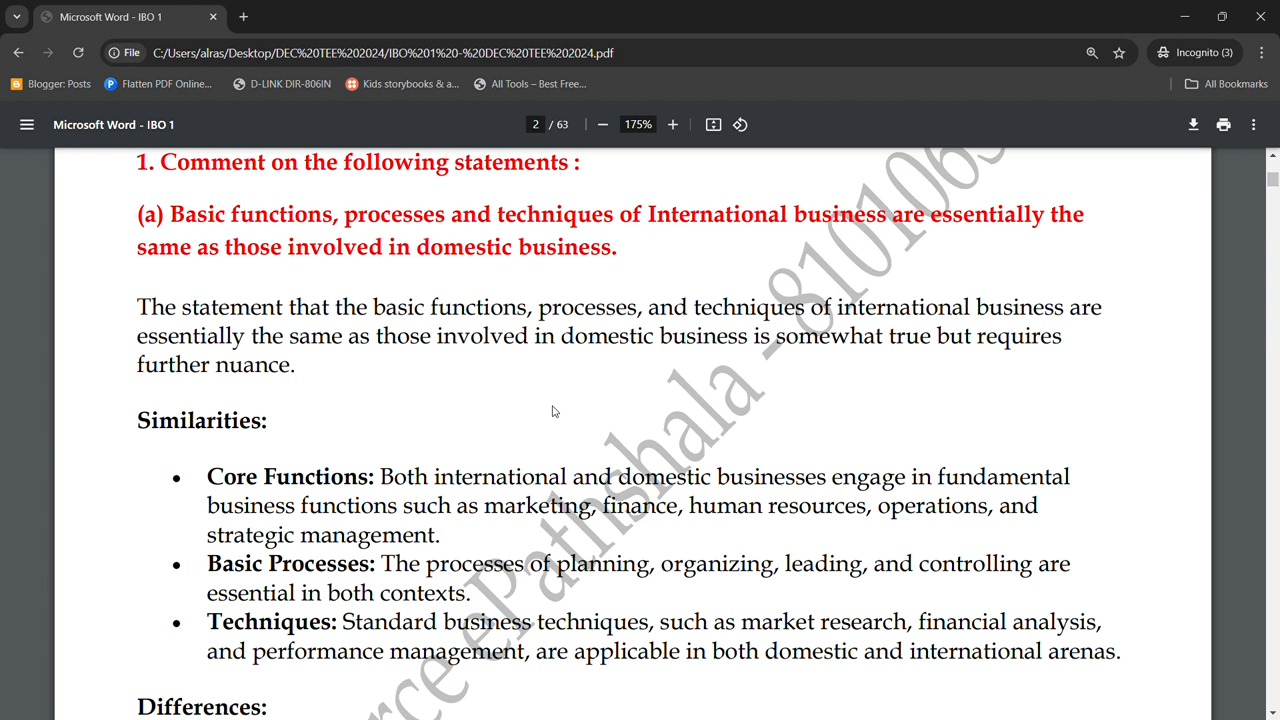 Microsoft Word - IBO 1
Incognito (3)
File C:/Users/alras/Desktop/DEC%20TEE%202024/IBO%201%20-%20DEC%20TEE%202024.pdf
Blogger: Posts Flatten PDF Online... D-LINK DIR-806IN Kids storybooks & a... All Tools – Best Free... All Bookmarks
Microsoft Word - IBO 1 2 / 63 175%
1. Comment on the following statements :
(a) Basic functions, processes and techniques of International business are essentially the
same as those involved in domestic business.
The statement that the basic functions, processes, and techniques of international business are
essentially the same as those involved in domestic business is somewhat true but requires
further nuance.
Similarities:
• Core Functions: Both international and domestic businesses engage in fundamental
business functions such as marketing, finance, human resources, operations, and
strategic management.
• Basic Processes: The processes of planning, organizing, leading, and controlling are
essential in both contexts.
• Techniques: Standard business techniques, such as market research, financial analysis,
and performance management, are applicable in both domestic and international arenas.
Differences:
ePathshala -